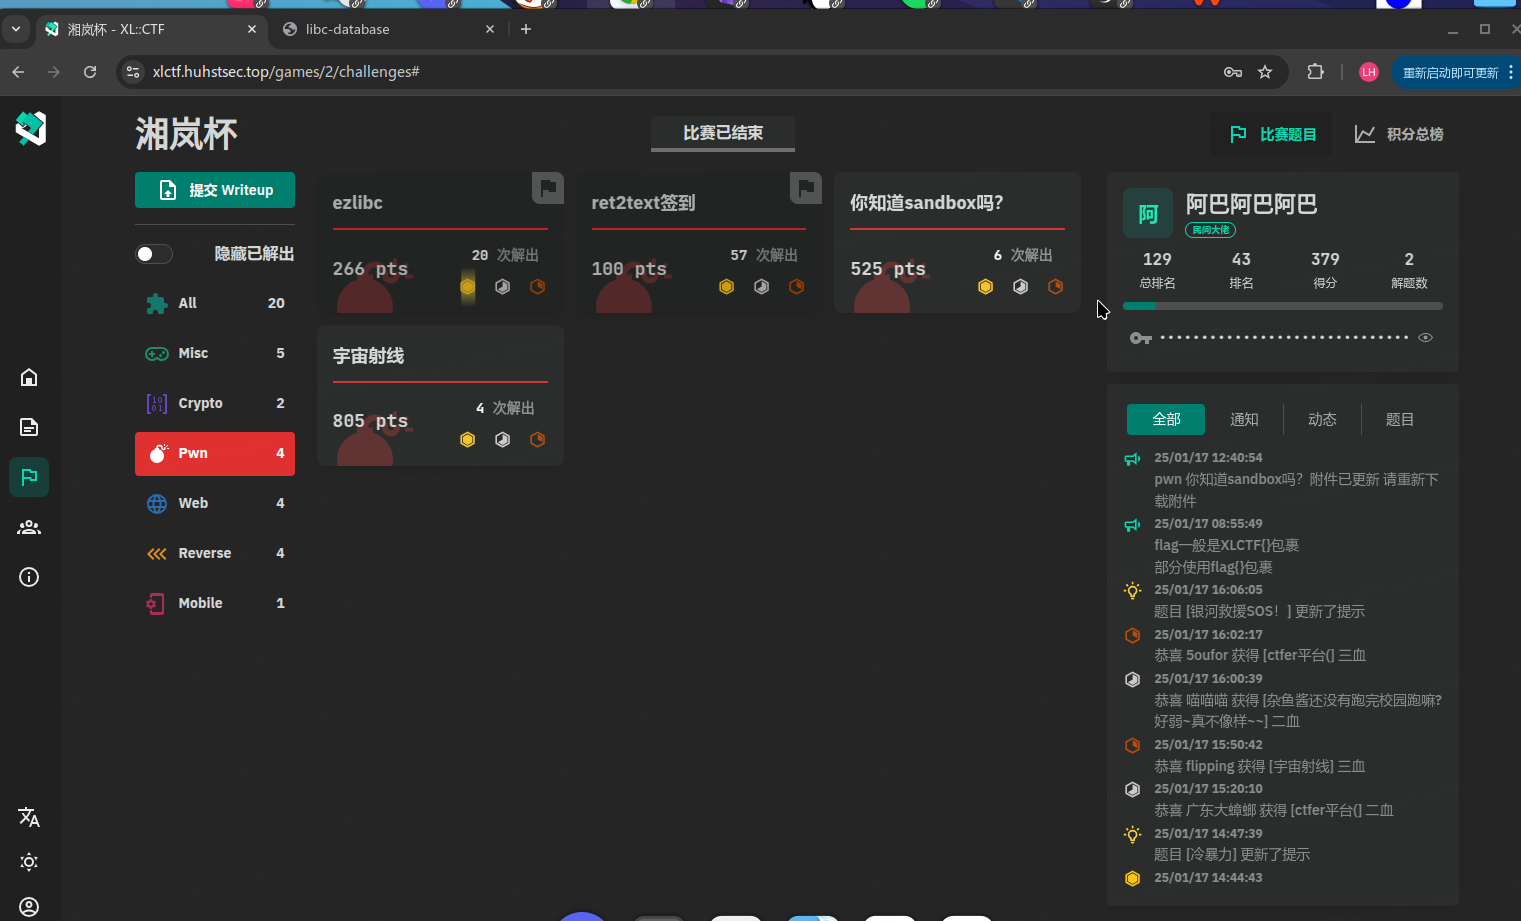 湘岚杯 - XL::CTF
libc-database
xlctf.huhstsec.top/games/2/challenges#
LH
重新启动即可更新
湘岚杯
比赛已结束
比赛题目
积分总榜
提交 Writeup
隐藏已解出
All 20
Misc 5
Crypto 2
Pwn 4
Web 4
Reverse 4
Mobile 1
ezlibc
20 次解出
266 pts
ret2text签到
57 次解出
100 pts
你知道sandbox吗?
6 次解出
525 pts
宇宙射线
4 次解出
805 pts
阿
阿巴阿巴阿巴
民间大佬
129 43 379 2
总排名 排名 得分 解题数
全部 通知 动态 题目
25/01/17 12:40:54
pwn 你知道sandbox吗？附件已更新 请重新下
载附件
25/01/17 08:55:49
flag一般是XLCTF{}包裹
部分使用flag{}包裹
25/01/17 16:06:05
题目 [银河救援SOS！] 更新了提示
25/01/17 16:02:17
恭喜 5oufor 获得 [ctfer平台(] 三血
25/01/17 16:00:39
恭喜 喵喵喵 获得 [杂鱼酱还没有跑完校园跑嘛?
好弱~真不像样~~] 二血
25/01/17 15:50:42
恭喜 flipping 获得 [宇宙射线] 三血
25/01/17 15:20:10
恭喜 广东大蟑螂 获得 [ctfer平台(] 二血
25/01/17 14:47:39
题目 [冷暴力] 更新了提示
25/01/17 14:44:43